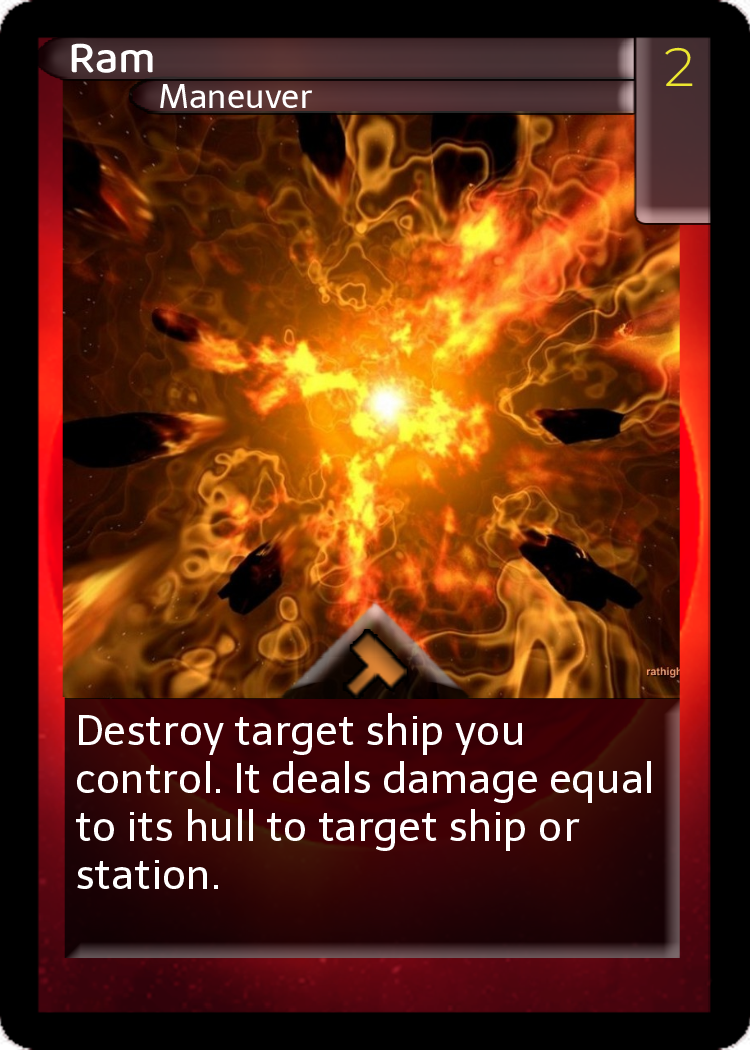 Ram
2
Maneuver
rathigh
Destroy target ship you
control. It deals damage equal
to its hull to target ship or
station.